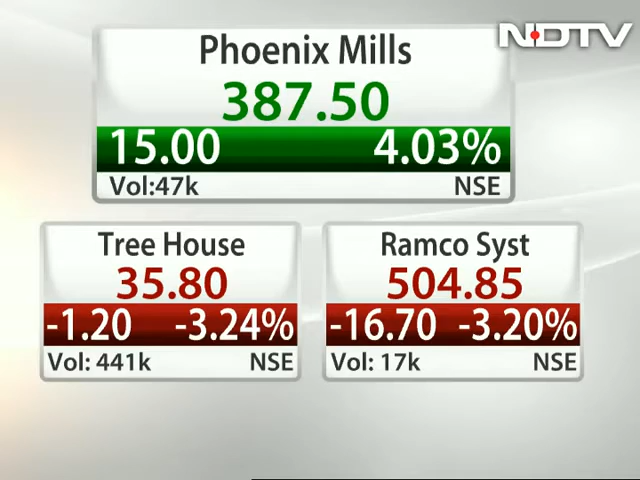 NDTV
Phoenix Mills
387.50
15.00 4.03%
Vol:47k NSE
Tree House
35.80
-1.20 -3.24%
Vol: 441k NSE
Ramco Syst
504.85
-16.70 -3.20%
Vol: 17k NSE